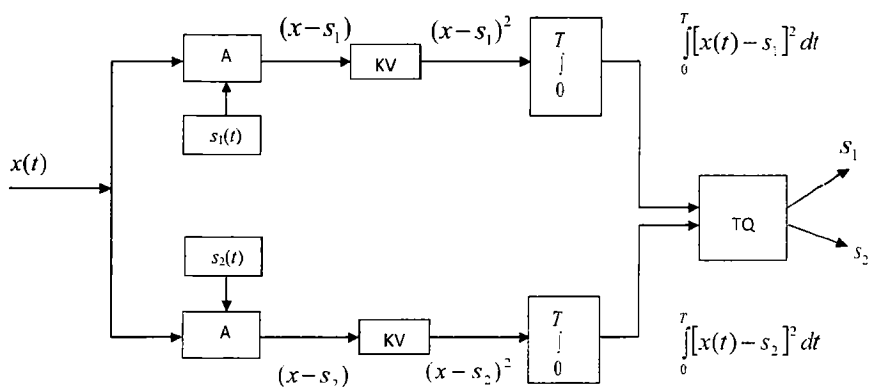 (x−s₁)
(x−s₁)²
T
∫
0
∫₀ᵀ[x(t)−s₁]² dt
A
KV
s₁(t)
x(t)
s₁
TQ
s₂
s₂(t)
A
KV
T
∫
0
(x−s₂)
(x−s₂)²
∫₀ᵀ[x(t)−s₂]² dt